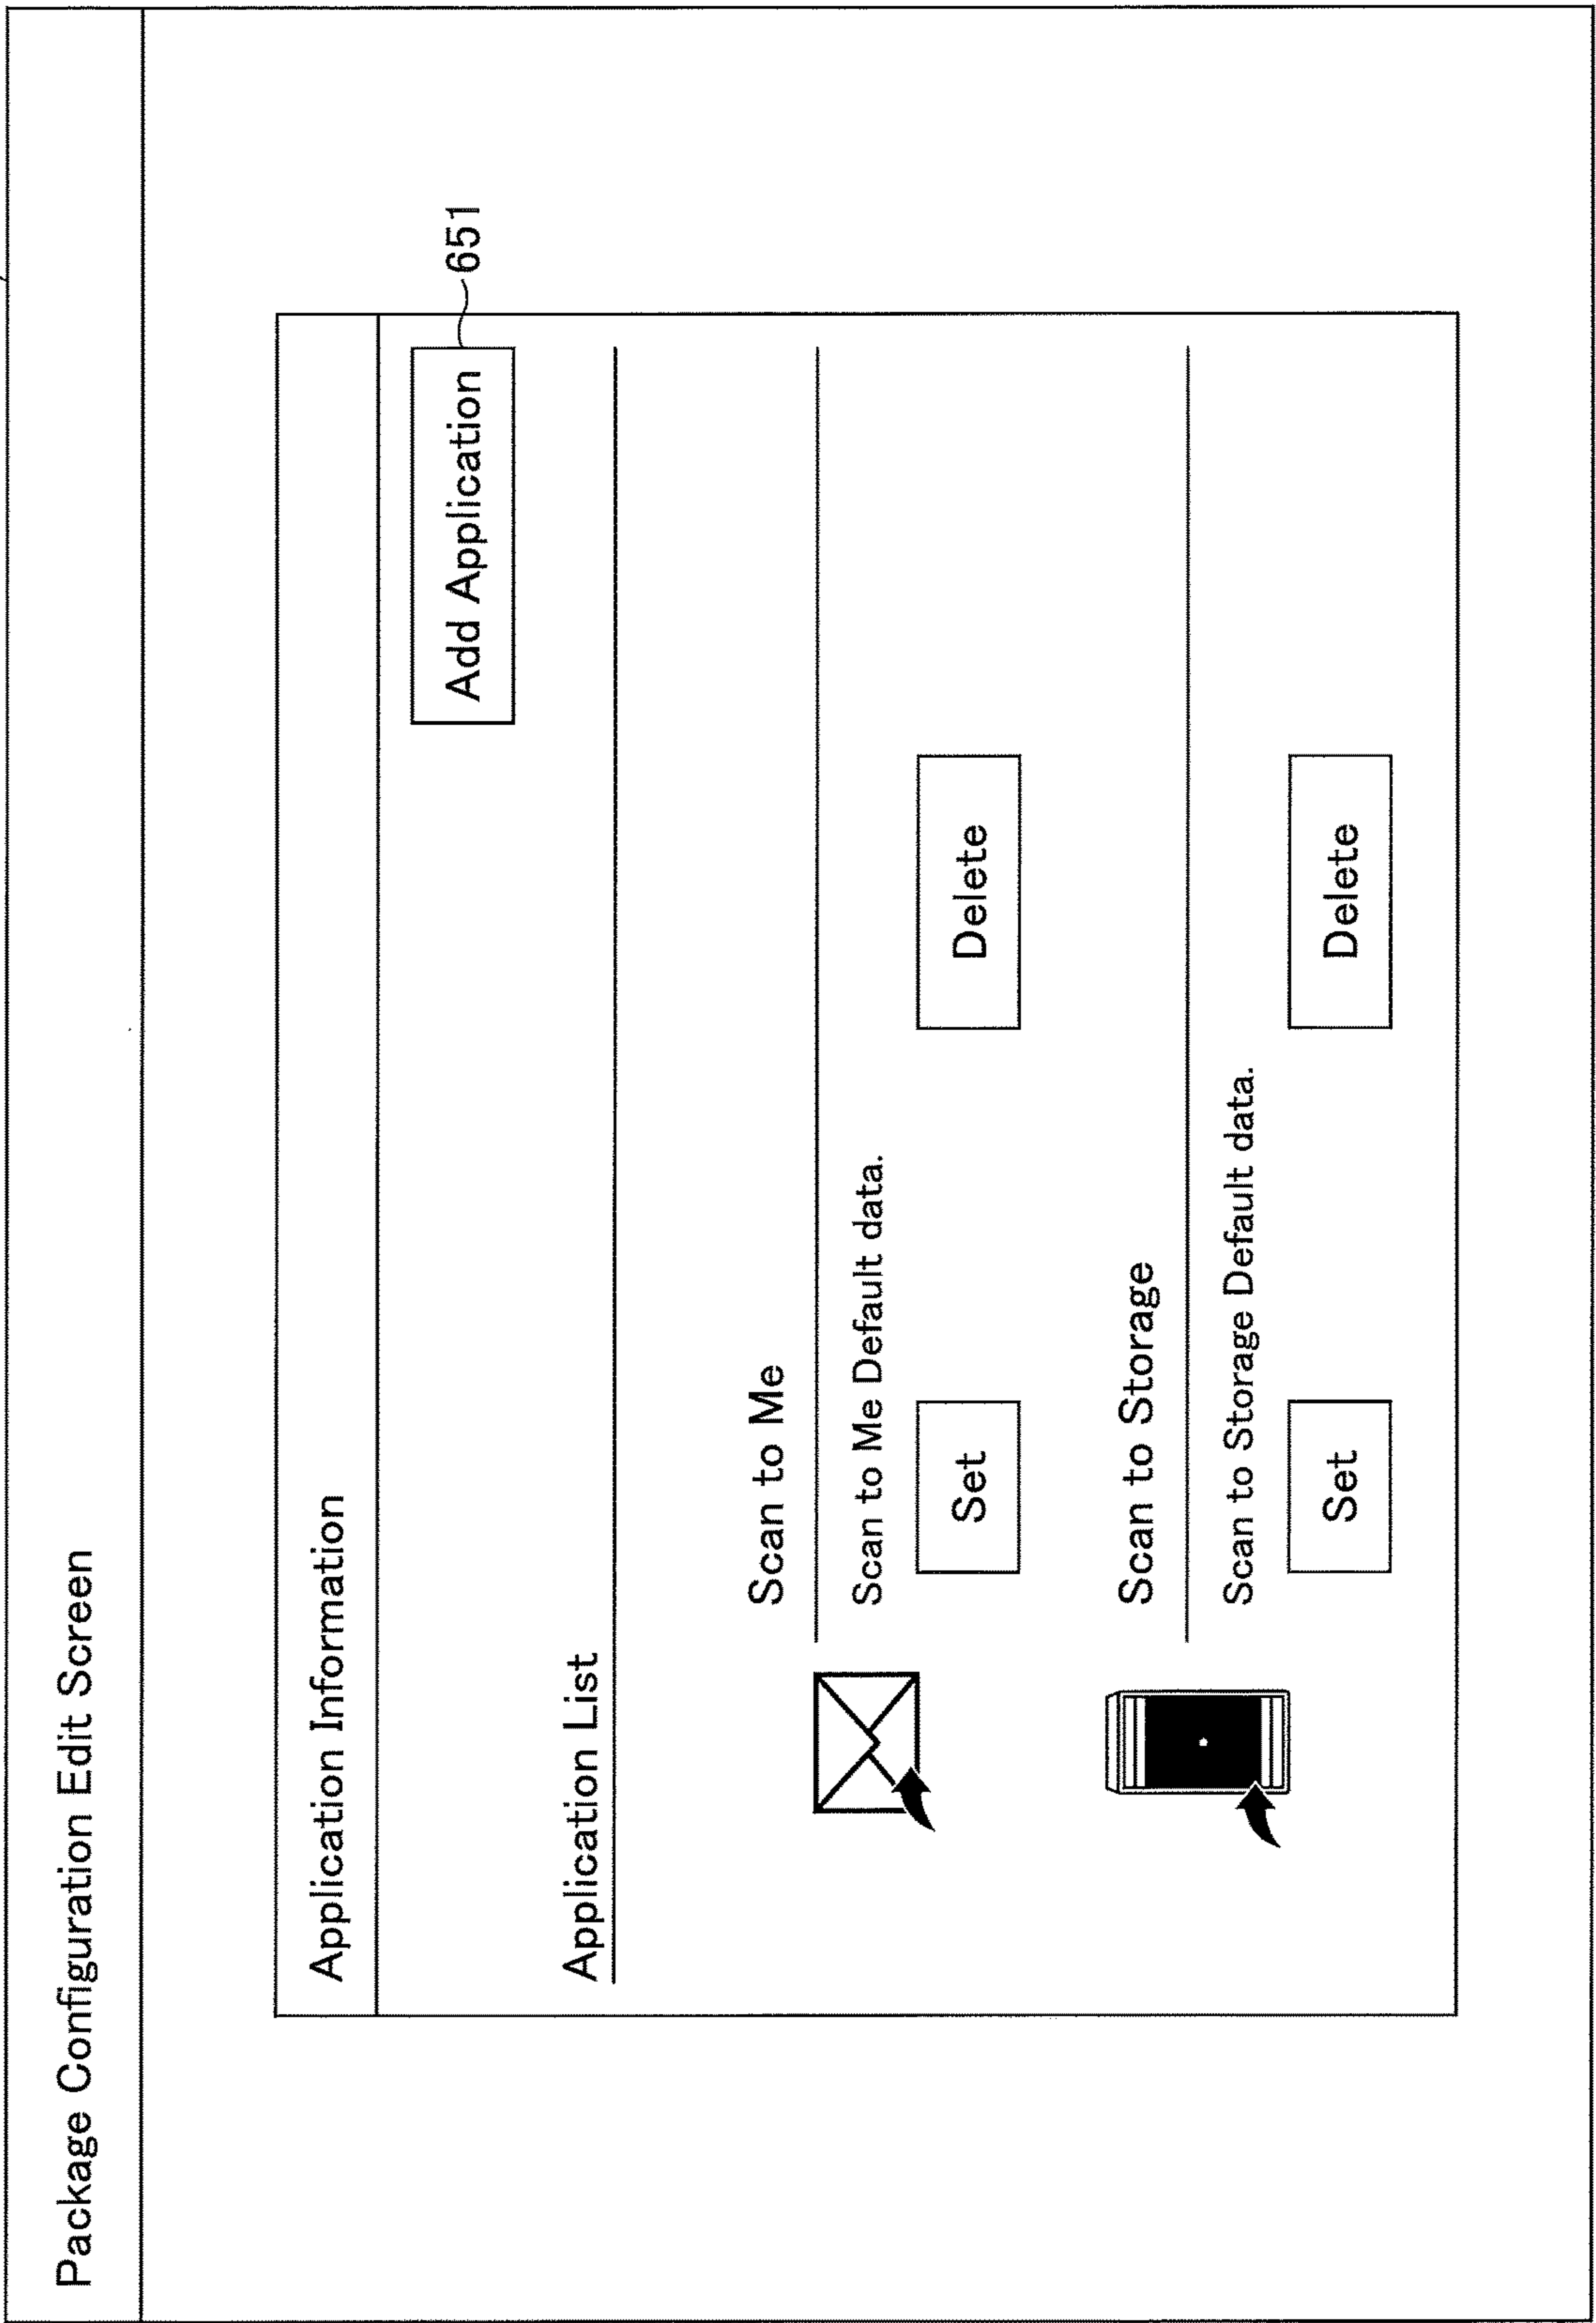 Package Configuration Edit Screen
Application Information
Add Application
651
Application List
Scan to Me
Scan to Me Default data.
Set
Delete
Scan to Storage
Scan to Storage Default data.
Set
Delete